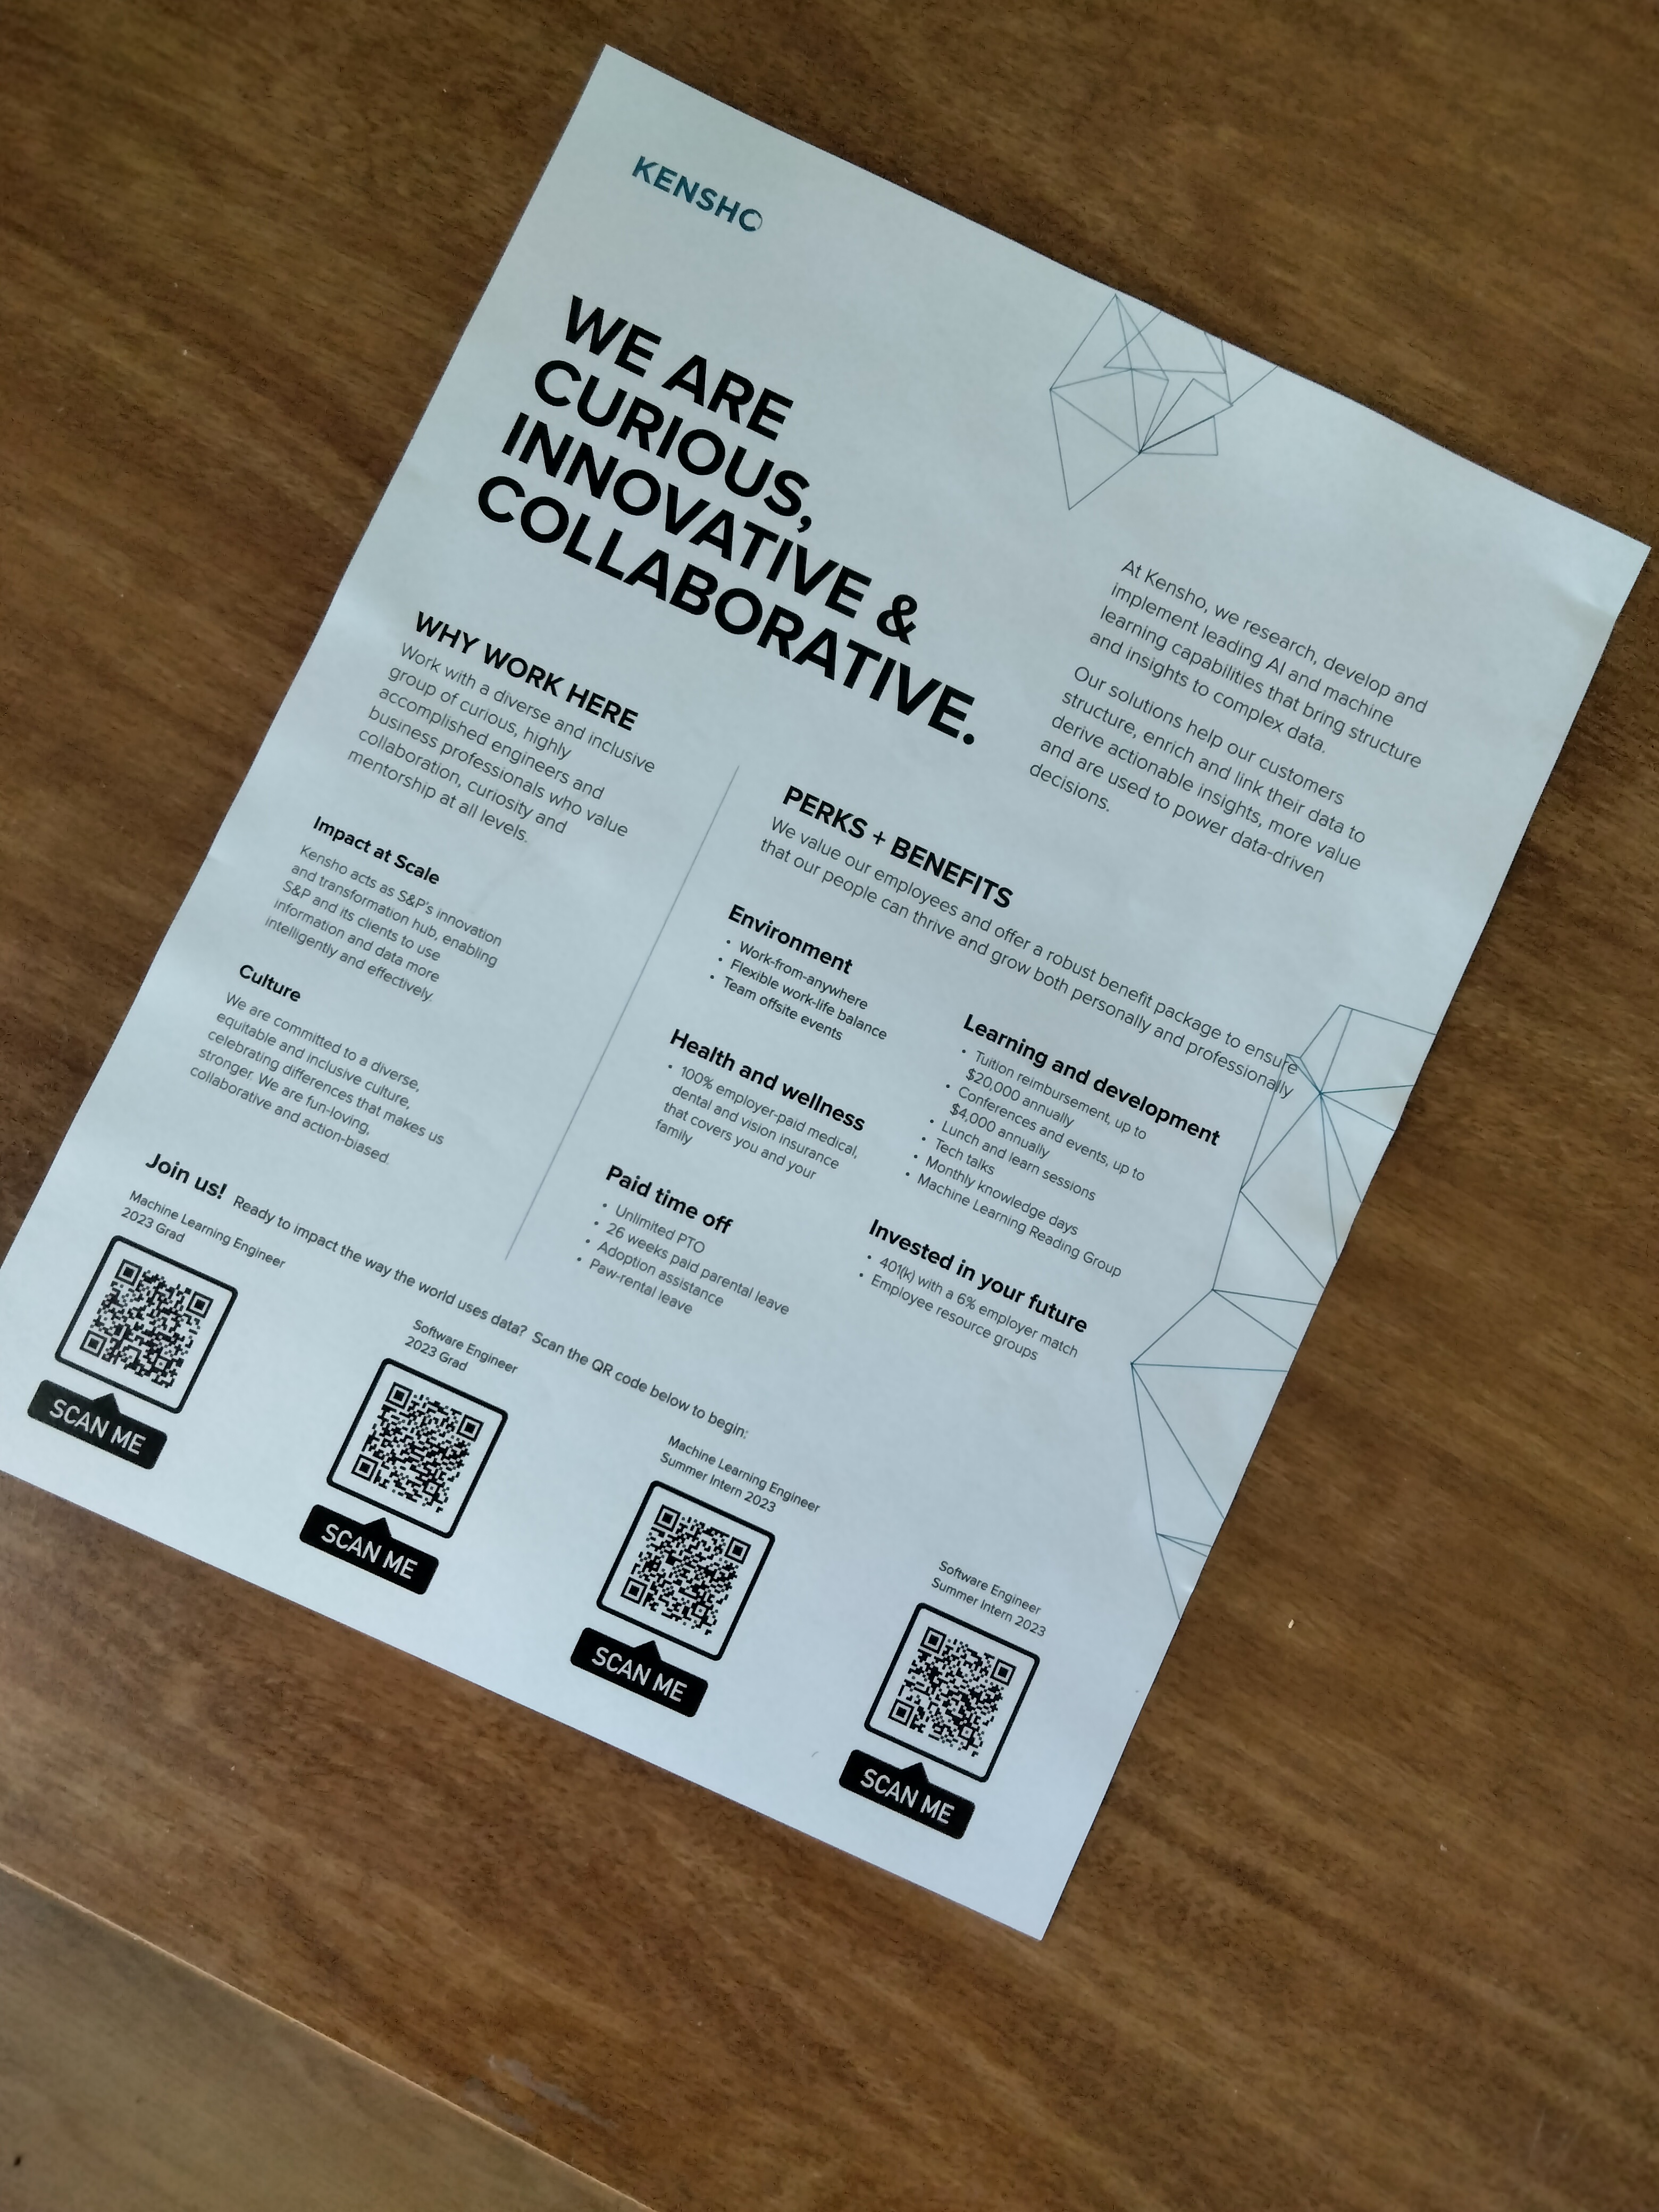 KENSHO
WE ARE
CURIOUS,
INNOVATIVE &
COLLABORATIVE.
At Kensho, we research, develop and
implement leading AI and machine
learning capabilities that bring structure
and insights to complex data.
Our solutions help our customers
structure, enrich and link their data to
derive actionable insights, more value
and are used to power data-driven
decisions.
WHY WORK HERE
Work with a diverse and inclusive
group of curious, highly
accomplished engineers and
business professionals who value
collaboration, curiosity and
mentorship at all levels.
Impact at Scale
Kensho acts as S&P's innovation
and transformation hub, enabling
S&P and its clients to use
information and data more
intelligently and effectively.
Culture
We are committed to a diverse,
equitable and inclusive culture,
celebrating differences that makes us
stronger. We are fun-loving,
collaborative and action-biased.
PERKS + BENEFITS
We value our employees and offer a robust benefit package to ensure
that our people can thrive and grow both personally and professionally
Environment
• Work-from-anywhere
• Flexible work-life balance
• Team offsite events
Health and wellness
• 100% employer-paid medical,
dental and vision insurance
that covers you and your
family
Paid time off
• Unlimited PTO
• 26 weeks paid parental leave
• Adoption assistance
• Paw-rental leave
Learning and development
• Tuition reimbursement, up to
$20,000 annually
• Conferences and events, up to
$4,000 annually
• Lunch and learn sessions
• Tech talks
• Monthly knowledge days
• Machine Learning Reading Group
Invested in your future
• 401(k) with a 6% employer match
• Employee resource groups
Join us! Ready to impact the way the world uses data? Scan the QR code below to begin:
Machine Learning Engineer
2023 Grad
SCAN ME
Software Engineer
2023 Grad
SCAN ME
Machine Learning Engineer
Summer Intern 2023
SCAN ME
Software Engineer
Summer Intern 2023
SCAN ME